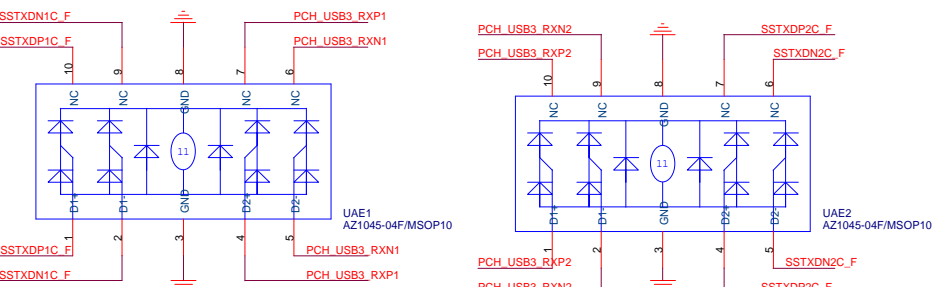 SSTXDN1C_F
PCH_USB3_RXP1
SSTXDP1C_F
PCH_USB3_RXN1
10
9
8
7
6
NC
NC
GND
NC
NC
11
D1+
D1-
GND
D2+
D2-
UAE1
AZ1045-04F/MSOP10
1
2
3
4
5
SSTXDP1C_F
PCH_USB3_RXN1
SSTXDN1C_F
PCH_USB3_RXP1
PCH_USB3_RXN2
SSTXDP2C_F
PCH_USB3_RXP2
SSTXDN2C_F
10
9
8
7
6
NC
NC
GND
NC
NC
11
D1+
D1-
GND
D2+
D2-
UAE2
AZ1045-04F/MSOP10
1
2
3
4
5
PCH_USB3_RXP2
SSTXDN2C_F
PCH_USB3_RXN2
SSTXDP2C_F